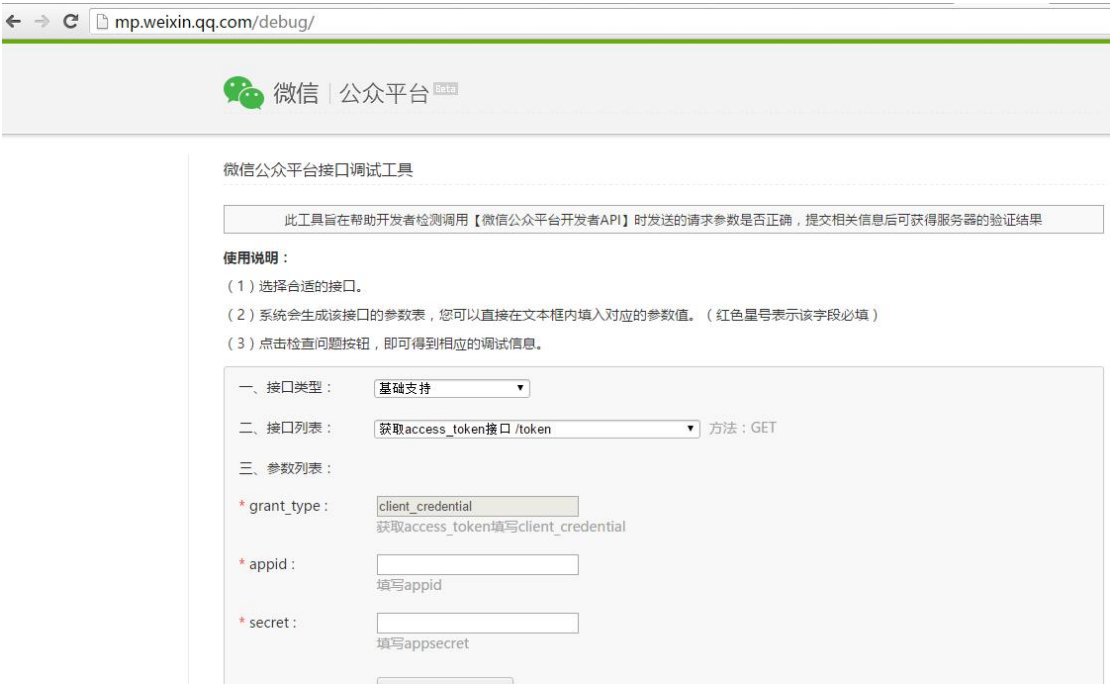 mp.weixin.qq.com/debug/
微信 | 公众平台 Beta
微信公众平台接口调试工具
此工具旨在帮助开发者检测调用【微信公众平台开发者API】时发送的请求参数是否正确，提交相关信息后可获得服务器的验证结果
使用说明：
（1）选择合适的接口。
（2）系统会生成该接口的参数表，您可以直接在文本框内填入对应的参数值。（红色星号表示该字段必填）
（3）点击检查问题按钮，即可得到相应的调试信息。
一、接口类型： 基础支持
二、接口列表： 获取access_token接口 /token 方法：GET
三、参数列表：
* grant_type： client_credential
获取access_token填写client_credential
* appid：
填写appid
* secret：
填写appsecret